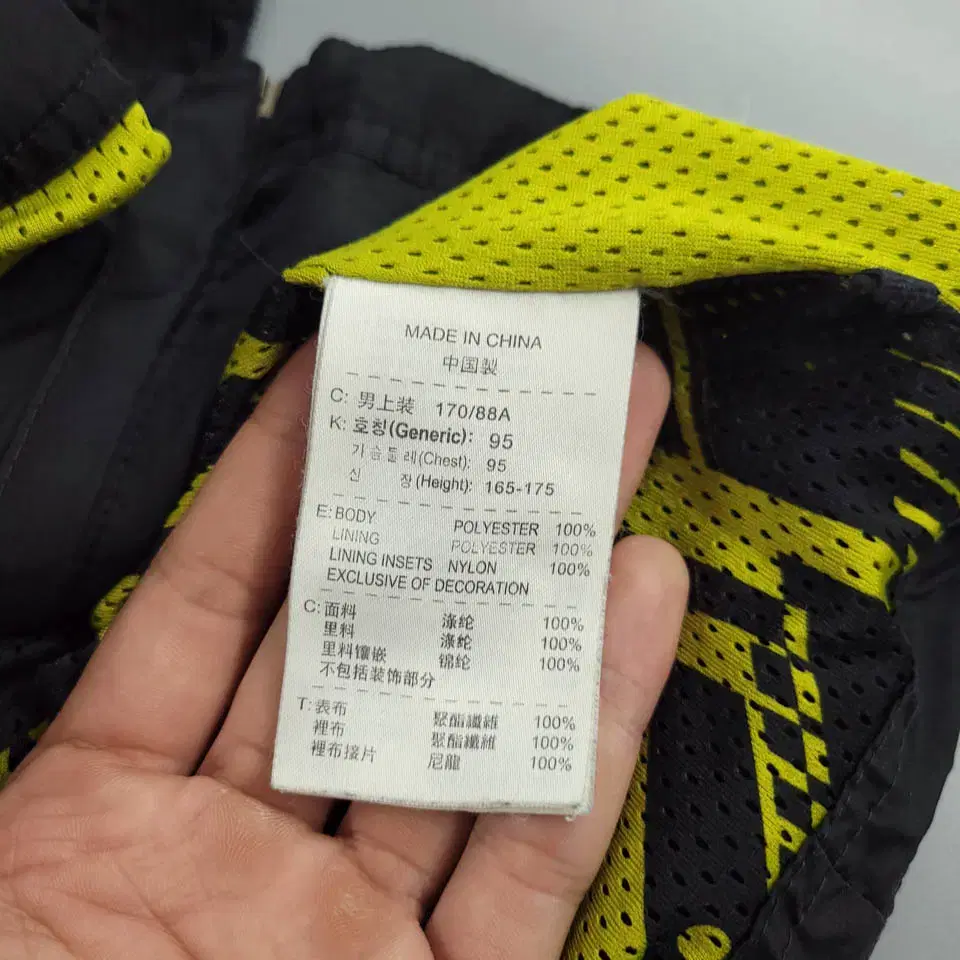 MADE IN CHINA
中国製
C: 男上装 170/88A
K: 호칭(Generic): 95
가슴둘레(Chest): 95
신 장(Height): 165-175
E: BODY POLYESTER 100%
LINING POLYESTER 100%
LINING INSETS NYLON 100%
EXCLUSIVE OF DECORATION
C: 面料 涤纶 100%
里料 涤纶 100%
里料镶嵌 锦纶 100%
不包括装饰部分
T: 表布 聚酯纖維 100%
裡布 聚酯纖維 100%
裡布接片 尼龍 100%